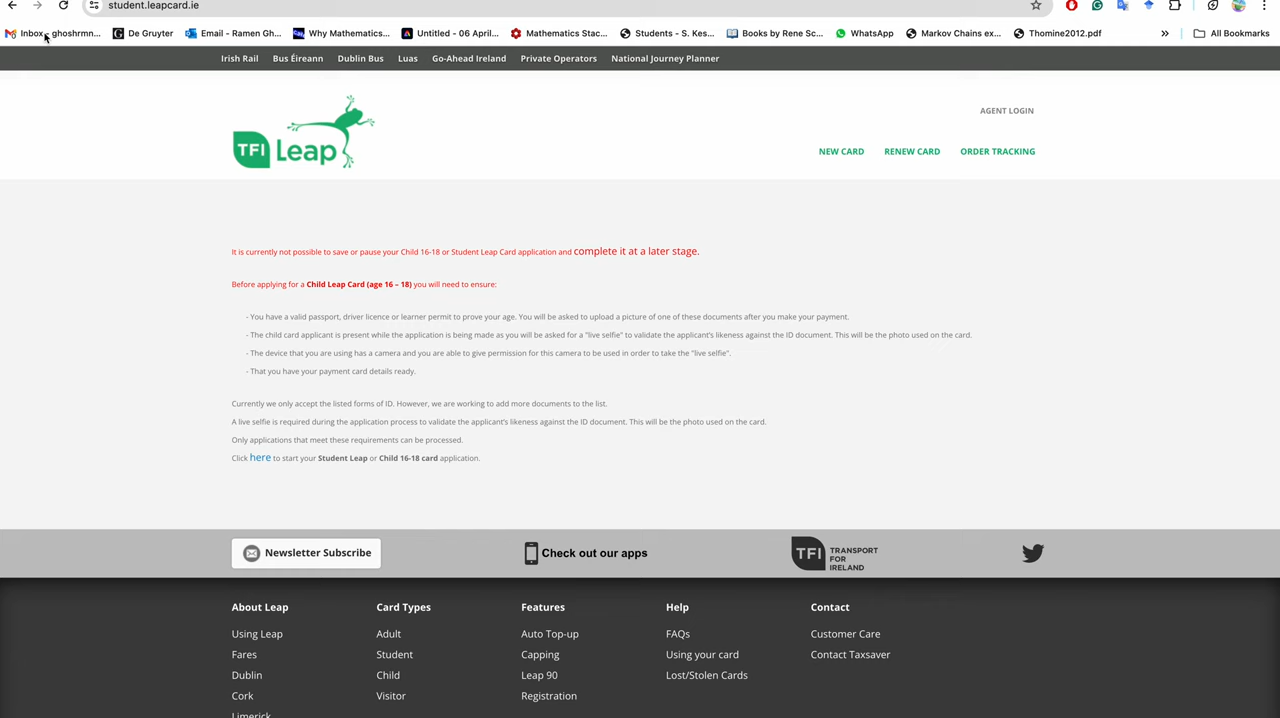 student.leapcard.ie
Inbox - ghoshrmn... De Gruyter Email - Ramen Gh... Why Mathematics... Untitled - 06 April... Mathematics Stac... Students - S. Kes... Books by Rene Sc... WhatsApp Markov Chains ex... Thomine2012.pdf » All Bookmarks
Irish Rail Bus Éireann Dublin Bus Luas Go-Ahead Ireland Private Operators National Journey Planner
AGENT LOGIN
TFI Leap
NEW CARD RENEW CARD ORDER TRACKING
It is currently not possible to save or pause your Child 16-18 or Student Leap Card application and complete it at a later stage.
Before applying for a Child Leap Card (age 16 – 18) you will need to ensure:
- You have a valid passport, driver licence or learner permit to prove your age. You will be asked to upload a picture of one of these documents after you make your payment.
- The child card applicant is present while the application is being made as you will be asked for a "live selfie" to validate the applicant's likeness against the ID document. This will be the photo used on the card.
- The device that you are using has a camera and you are able to give permission for this camera to be used in order to take the "live selfie".
- That you have your payment card details ready.
Currently we only accept the listed forms of ID. However, we are working to add more documents to the list.
A live selfie is required during the application process to validate the applicant's likeness against the ID document. This will be the photo used on the card.
Only applications that meet these requirements can be processed.
Click here to start your Student Leap or Child 16-18 card application.
Newsletter Subscribe Check out our apps TFI TRANSPORT FOR IRELAND
About Leap Card Types Features Help Contact
Using Leap Adult Auto Top-up FAQs Customer Care
Fares Student Capping Using your card Contact Taxsaver
Dublin Child Leap 90 Lost/Stolen Cards
Cork Visitor Registration
Limerick